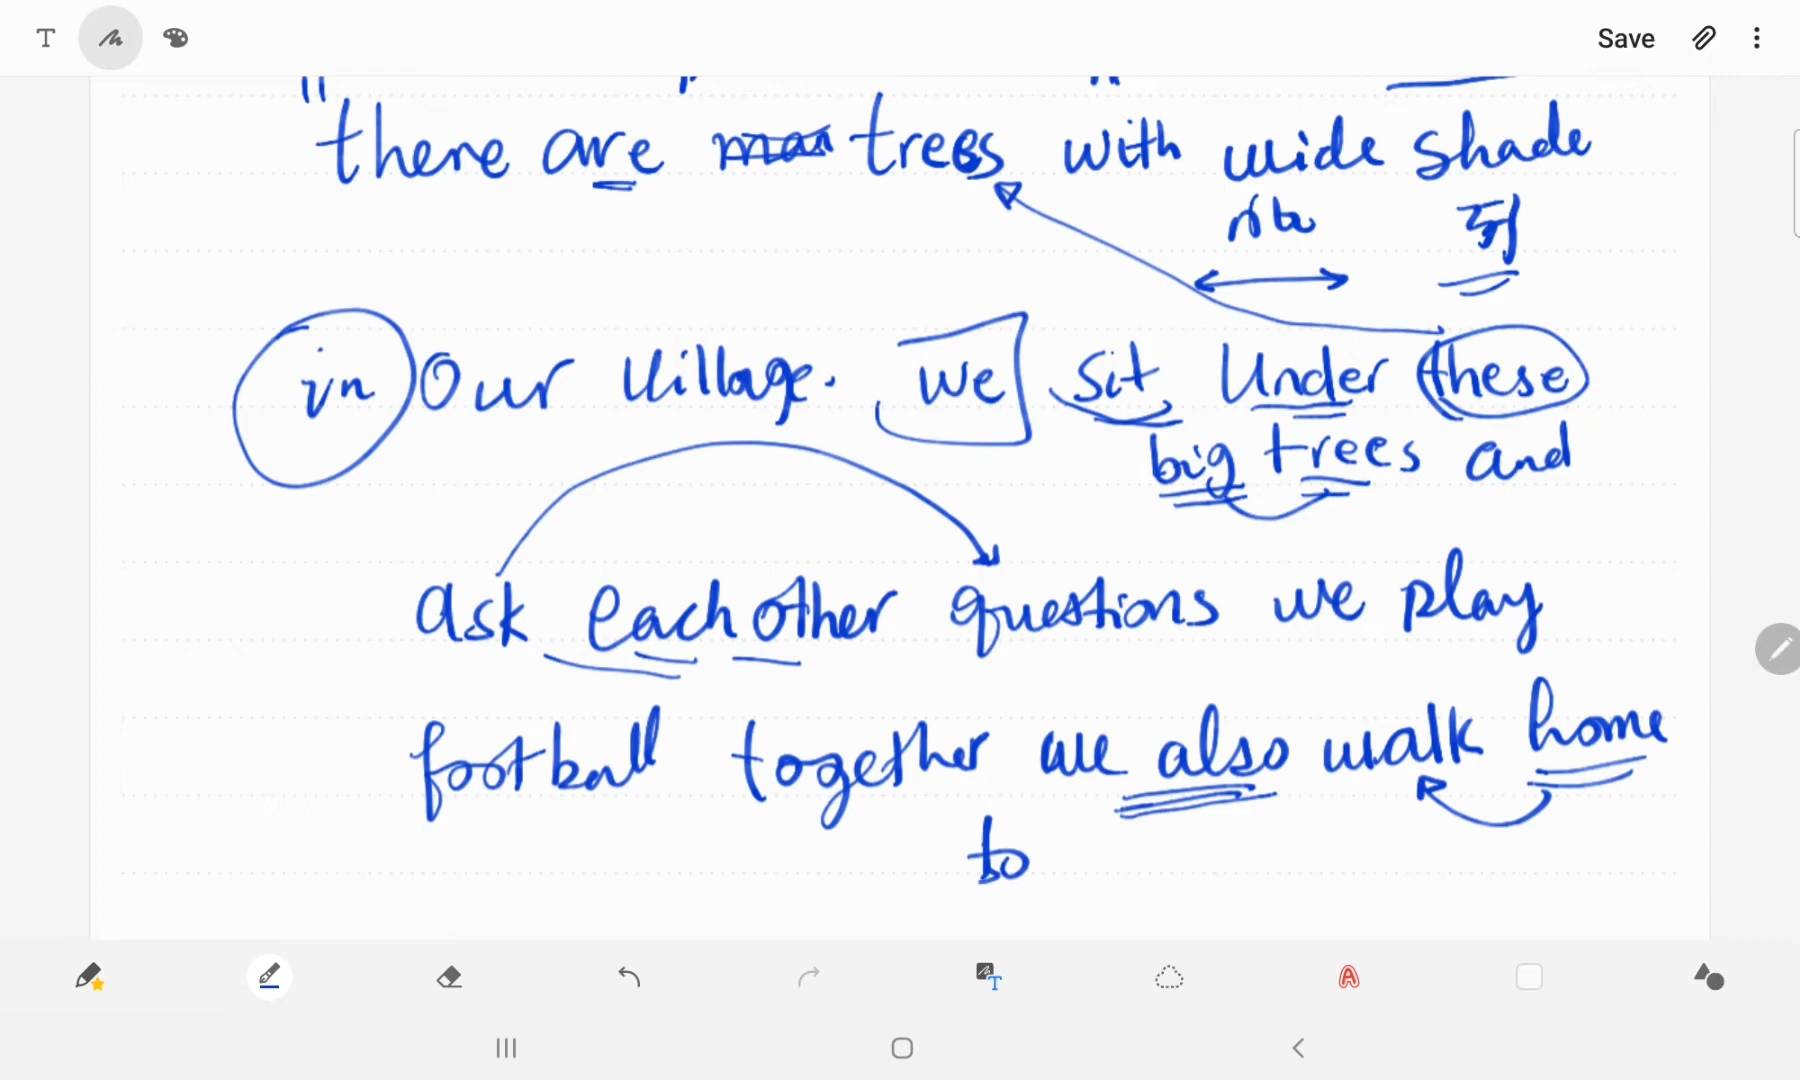 Save
"there are trees with wide shade
in Our Village. we sit Under these
big trees and
ask each other questions we play
football together we also walk home
to